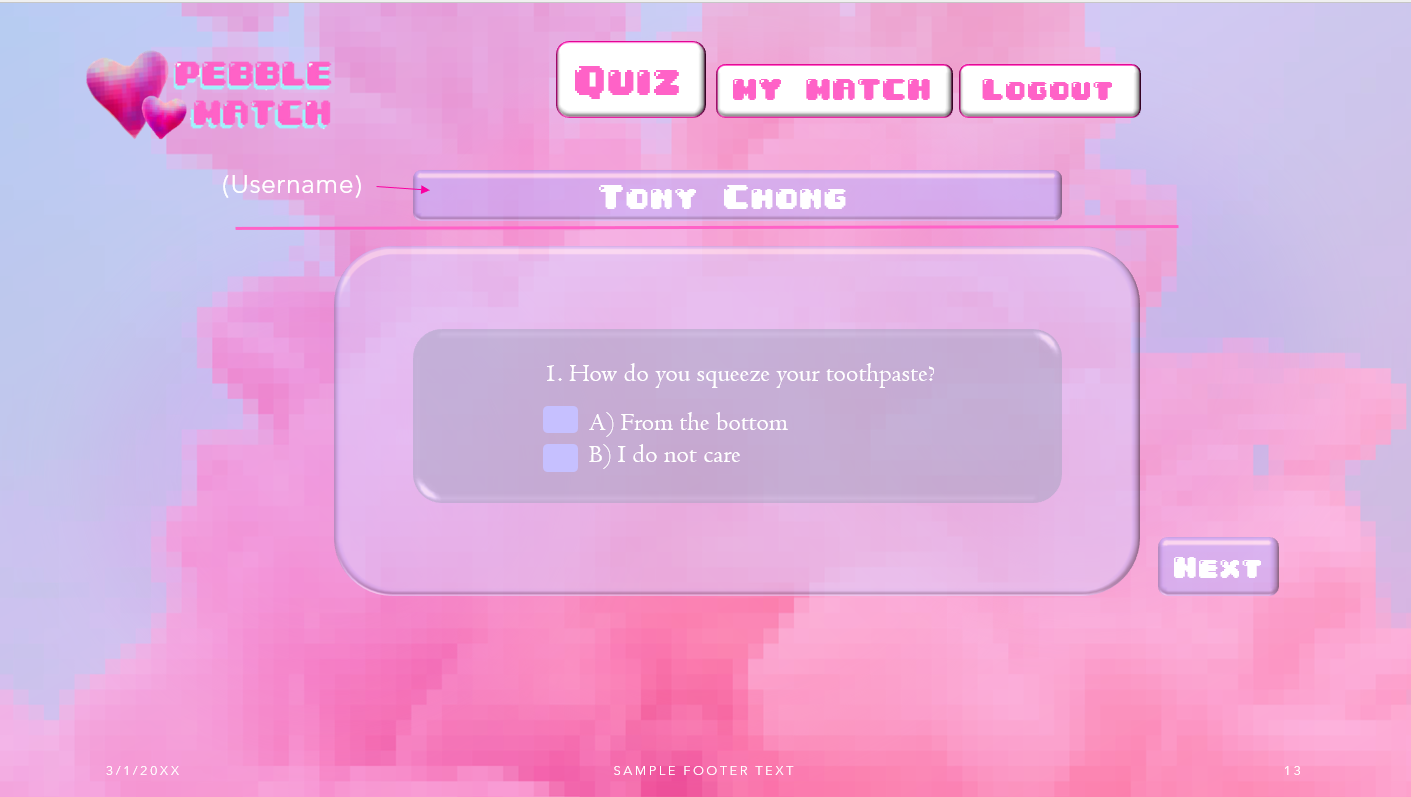 PEBBLE
MATCH
QUIZ
MY MATCH
LOGOUT
(Username)
TONY CHONG
1. How do you squeeze your toothpaste?
A) From the bottom
B) I do not care
NEXT
3/1/20XX
SAMPLE FOOTER TEXT
13